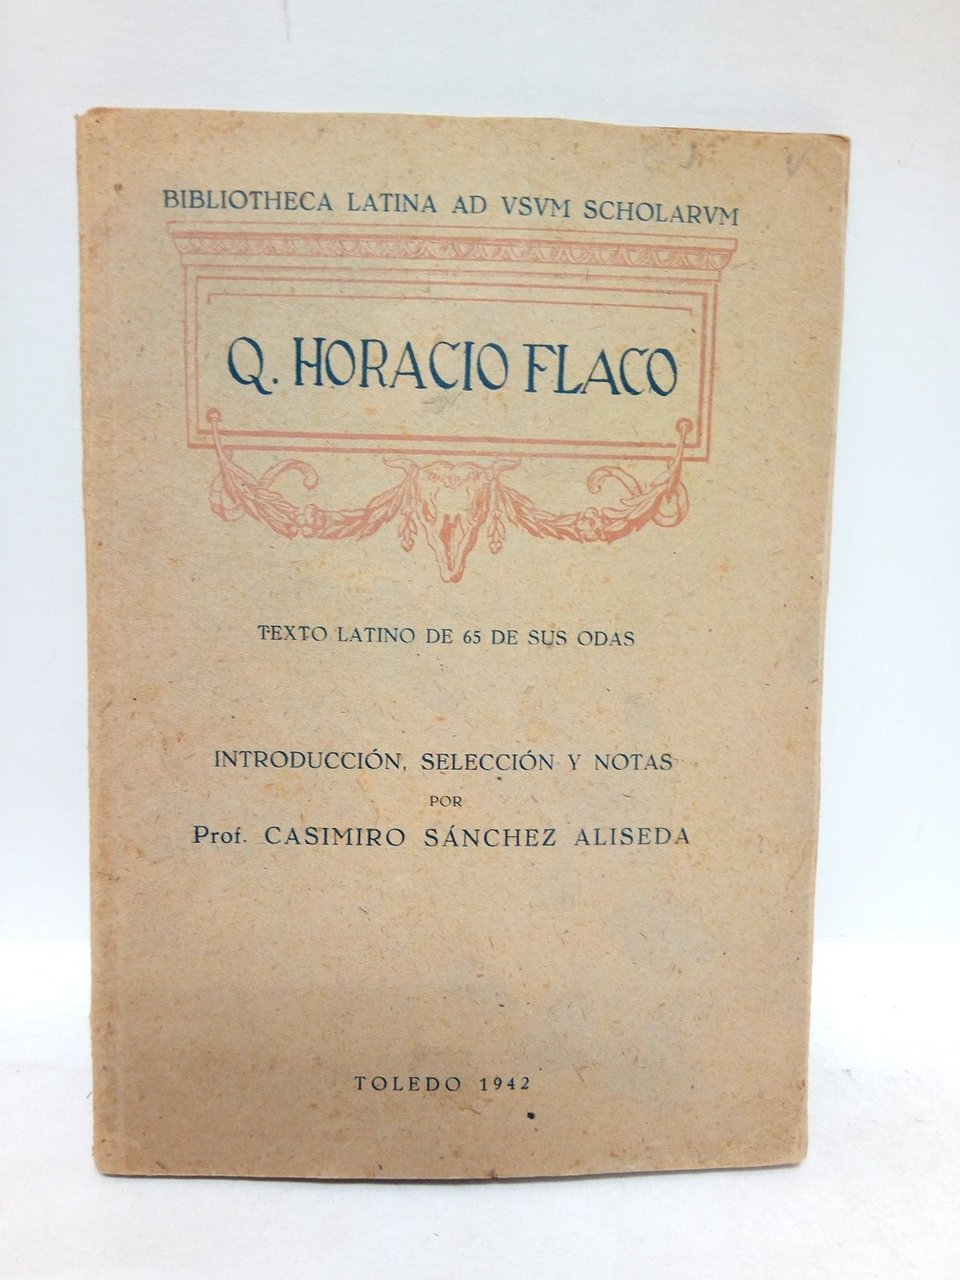 BIBLIOTHECA LATINA AD VSVM SCHOLARVM
Q. HORACIO FLACO
TEXTO LATINO DE 65 DE SUS ODAS
INTRODUCCIÓN, SELECCIÓN Y NOTAS
POR
Prof. CASIMIRO SÁNCHEZ ALISEDA
TOLEDO 1942